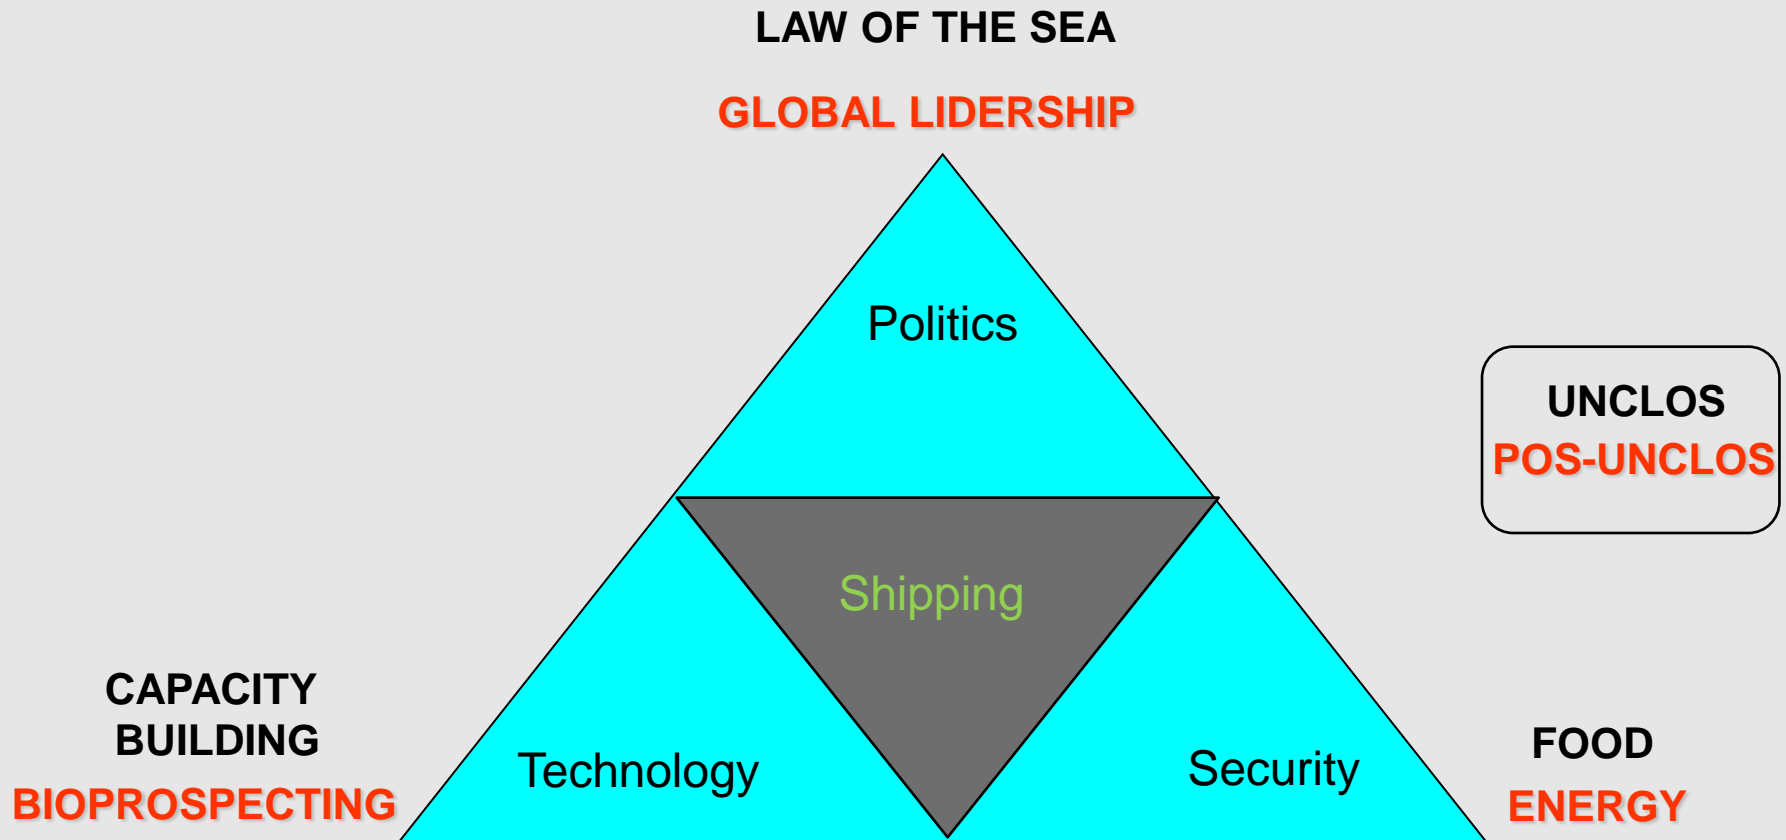 LAW OF THE SEA
GLOBAL LIDERSHIP
Politics
UNCLOS
POS-UNCLOS
Shipping
CAPACITY
BUILDING
BIOPROSPECTING
Technology
Security
FOOD
ENERGY